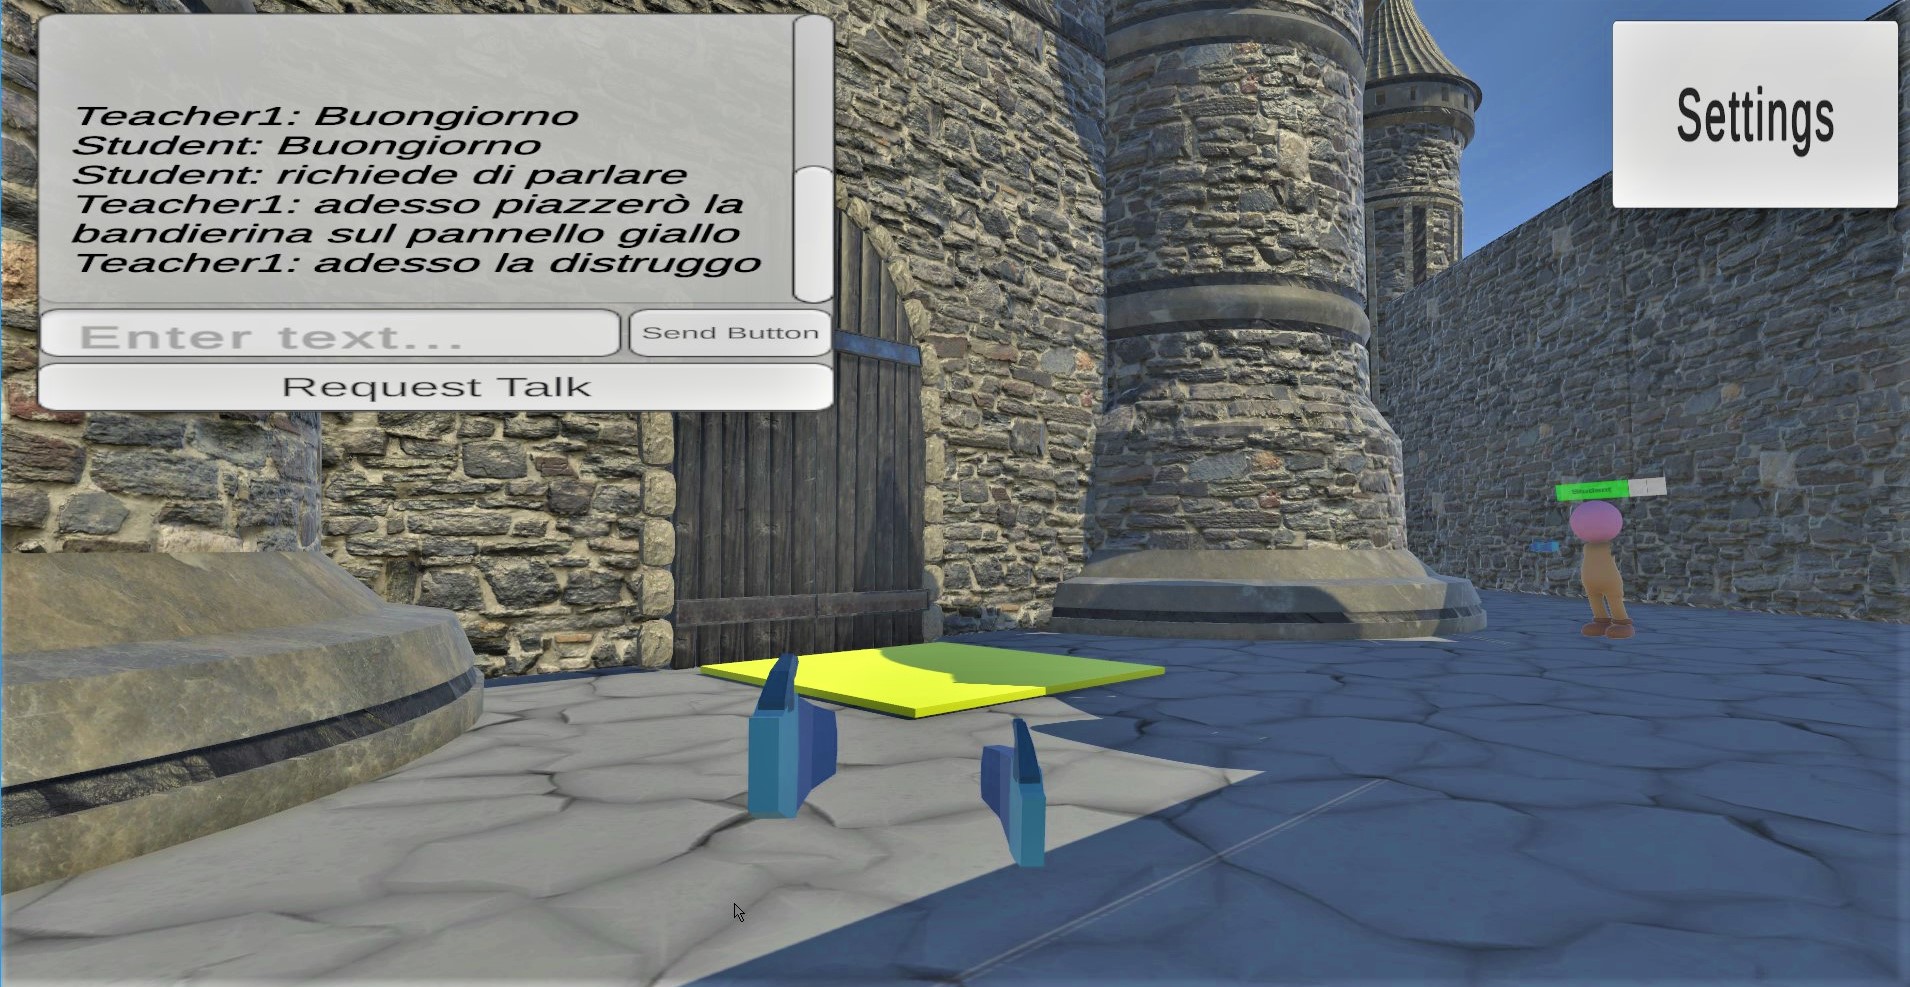 Teacher1: Buongiorno
Student: Buongiorno
Student: richiede di parlare
Teacher1: adesso piazzerò la
bandierina sul pannello giallo
Teacher1: adesso la distruggo
Enter text...
Send Button
Request Talk
Settings